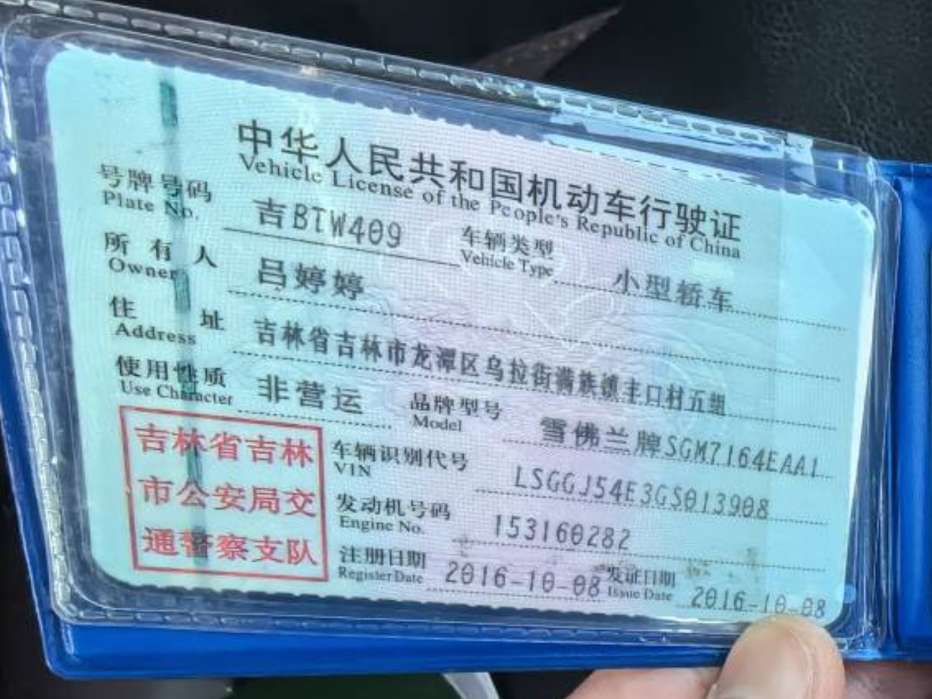 中华人民共和国机动车行驶证
Vehicle License of the People's Republic of China
号牌号码 吉BTW409 车辆类型 小型轿车
Plate No. Vehicle Type
所有人 吕婷婷
Owner
住址 吉林省吉林市龙潭区乌拉街满族镇丰口村五组
Address
使用性质 非营运 品牌型号 雪佛兰牌SGM7164EAA1
Use Character Model
吉林省吉林 车辆识别代号 LSGGJ54E3GS013908
VIN
市公安局交 发动机号码 153160282
Engine No.
通警察支队 注册日期 2016-10-08 发证日期 2016-10-08
Register Date Issue Date